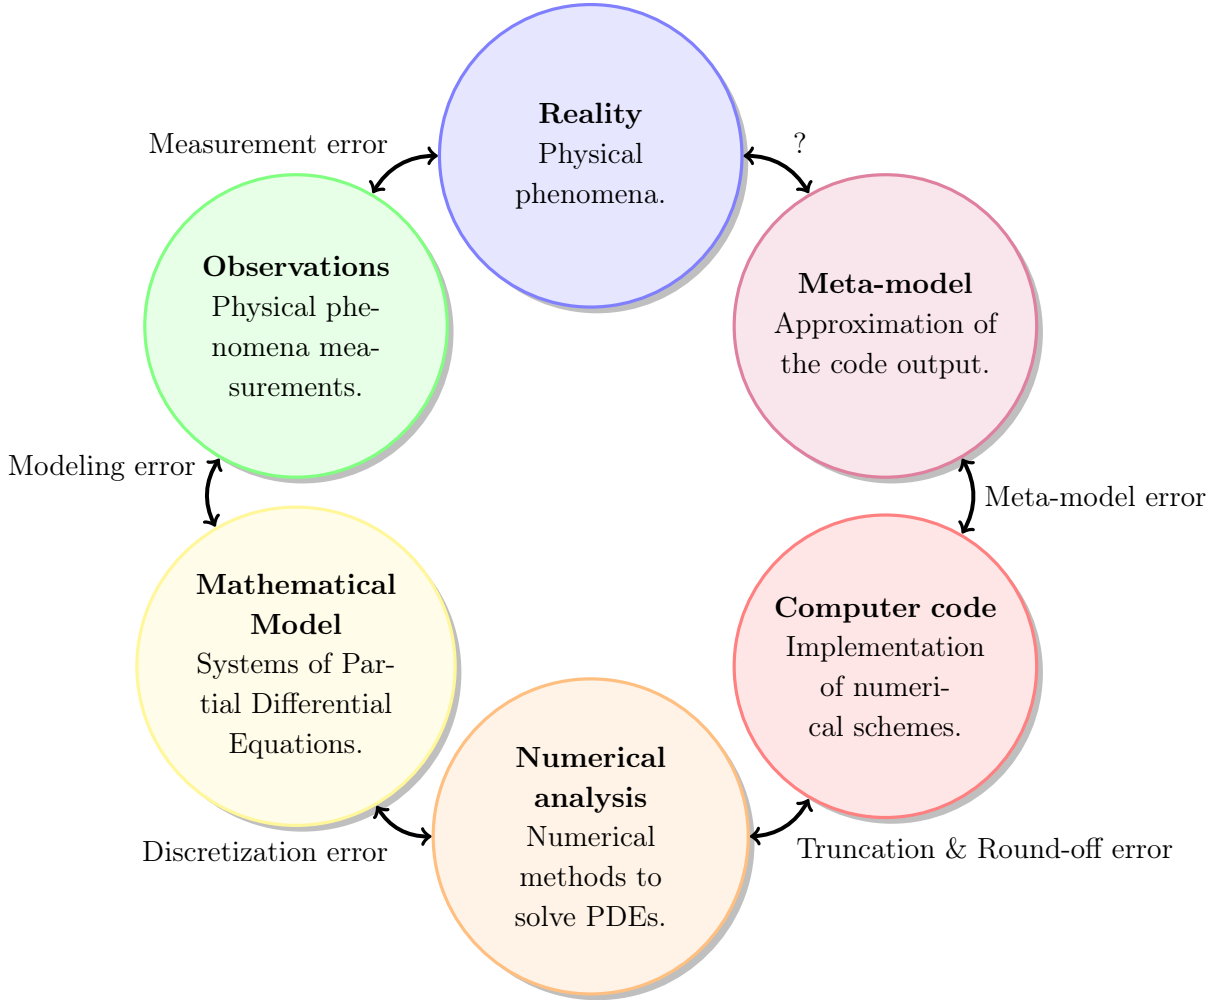 Reality
Physical
phenomena.
Measurement error
?
Observations
Physical phe-
nomena mea-
surements.
Meta-model
Approximation of
the code output.
Modeling error
Meta-model error
Mathematical
Model
Systems of Par-
tial Differential
Equations.
Computer code
Implementation
of numeri-
cal schemes.
Numerical
analysis
Numerical
methods to
solve PDEs.
Discretization error
Truncation & Round-off error